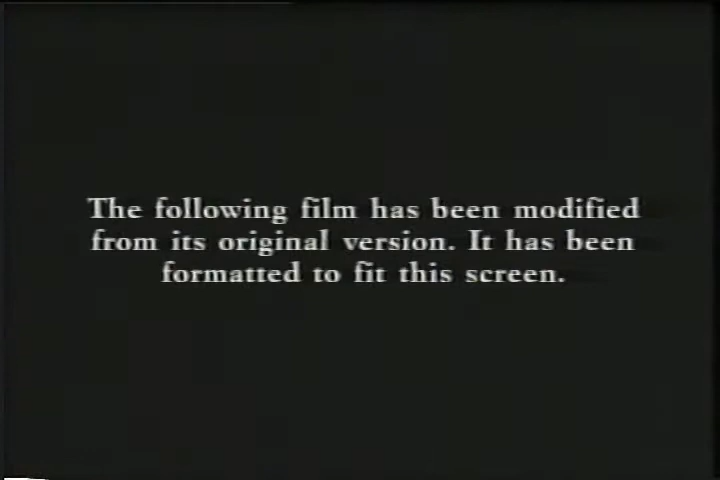 The following film has been modified
from its original version. It has been
formatted to fit this screen.